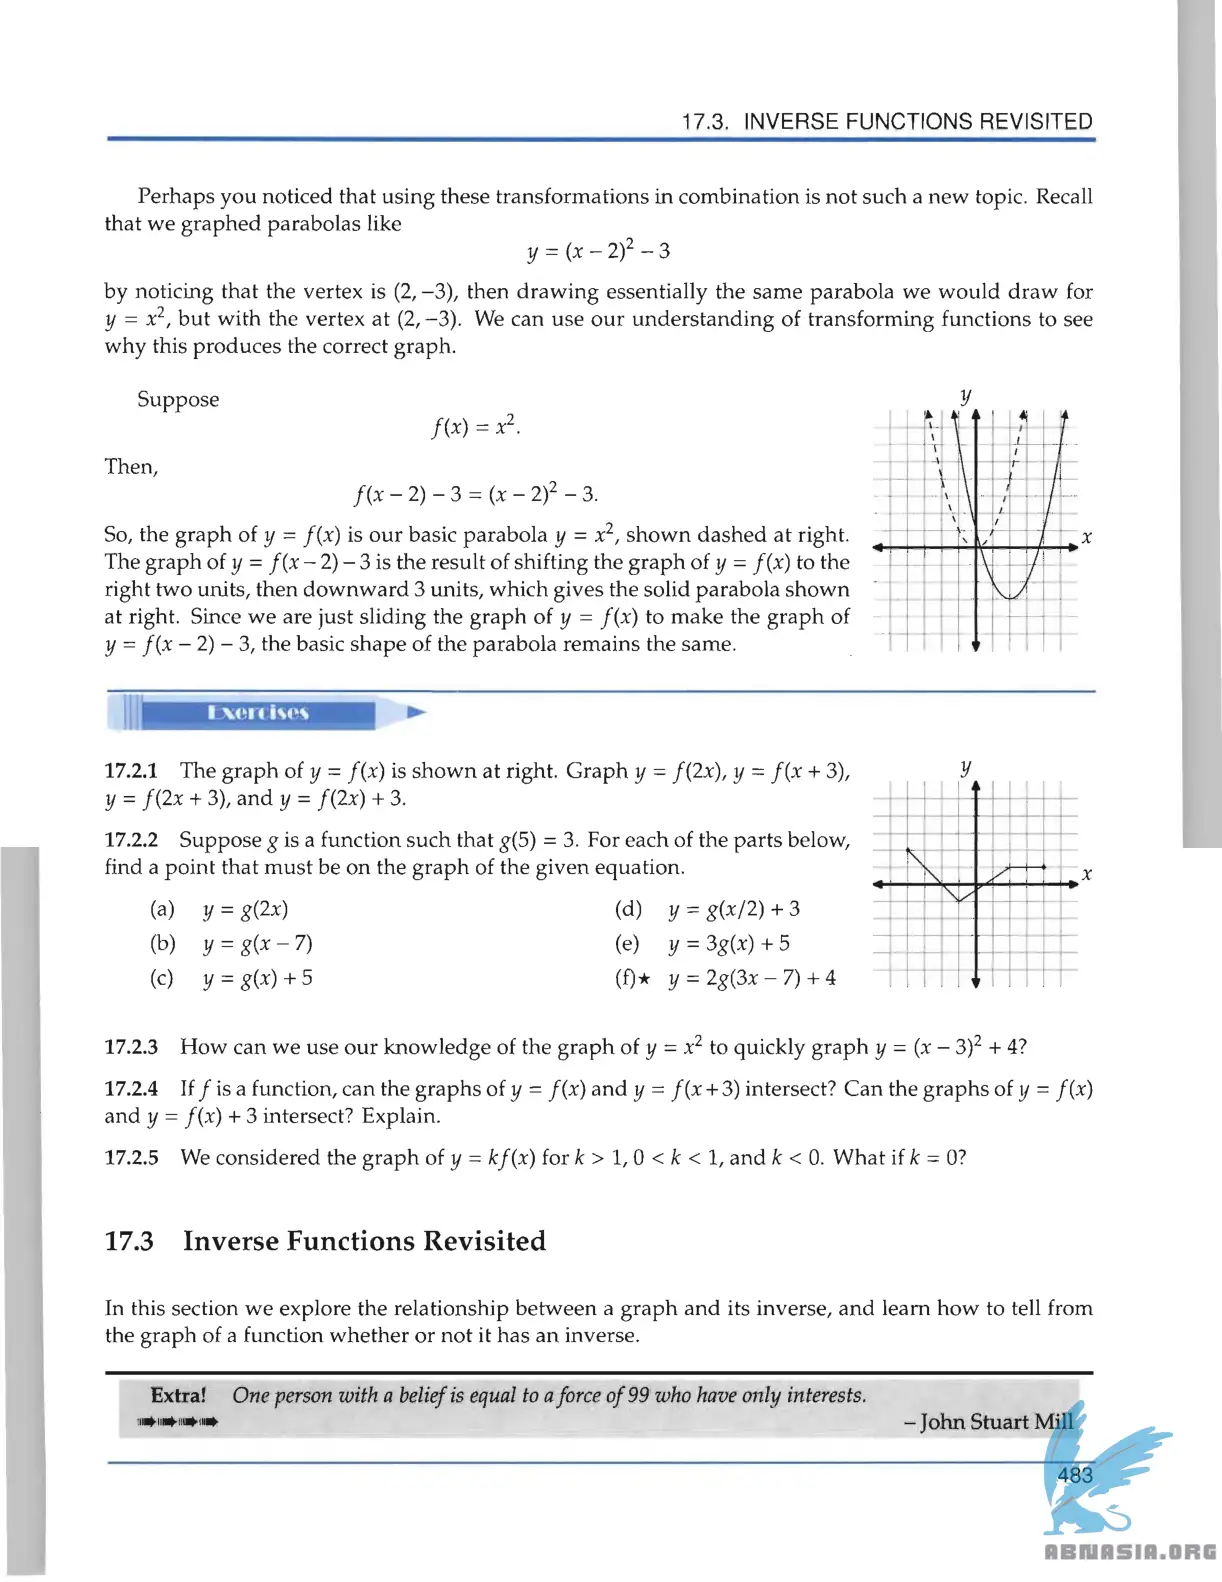 17.3. INVERSE FUNCTIONS REVISITED
Perhaps you noticed that using these transformations in combination is not such a new topic. Recall
that we graphed parabolas like
y = (x − 2)² − 3
by noticing that the vertex is (2, −3), then drawing essentially the same parabola we would draw for
y = x², but with the vertex at (2, −3). We can use our understanding of transforming functions to see
why this produces the correct graph.
Suppose
f(x) = x².
Then,
f(x − 2) − 3 = (x − 2)² − 3.
So, the graph of y = f(x) is our basic parabola y = x², shown dashed at right.
The graph of y = f(x − 2) − 3 is the result of shifting the graph of y = f(x) to the
right two units, then downward 3 units, which gives the solid parabola shown
at right. Since we are just sliding the graph of y = f(x) to make the graph of
y = f(x − 2) − 3, the basic shape of the parabola remains the same.
y
x
Exercises
17.2.1 The graph of y = f(x) is shown at right. Graph y = f(2x), y = f(x + 3),
y = f(2x + 3), and y = f(2x) + 3.
17.2.2 Suppose g is a function such that g(5) = 3. For each of the parts below,
find a point that must be on the graph of the given equation.
(a) y = g(2x)
(b) y = g(x − 7)
(c) y = g(x) + 5
(d) y = g(x/2) + 3
(e) y = 3g(x) + 5
(f)★ y = 2g(3x − 7) + 4
y
x
17.2.3 How can we use our knowledge of the graph of y = x² to quickly graph y = (x − 3)² + 4?
17.2.4 If f is a function, can the graphs of y = f(x) and y = f(x + 3) intersect? Can the graphs of y = f(x)
and y = f(x) + 3 intersect? Explain.
17.2.5 We considered the graph of y = kf(x) for k > 1, 0 < k < 1, and k < 0. What if k = 0?
17.3 Inverse Functions Revisited
In this section we explore the relationship between a graph and its inverse, and learn how to tell from
the graph of a function whether or not it has an inverse.
Extra! One person with a belief is equal to a force of 99 who have only interests.
– John Stuart Mill
483
ABNASIA.ORG